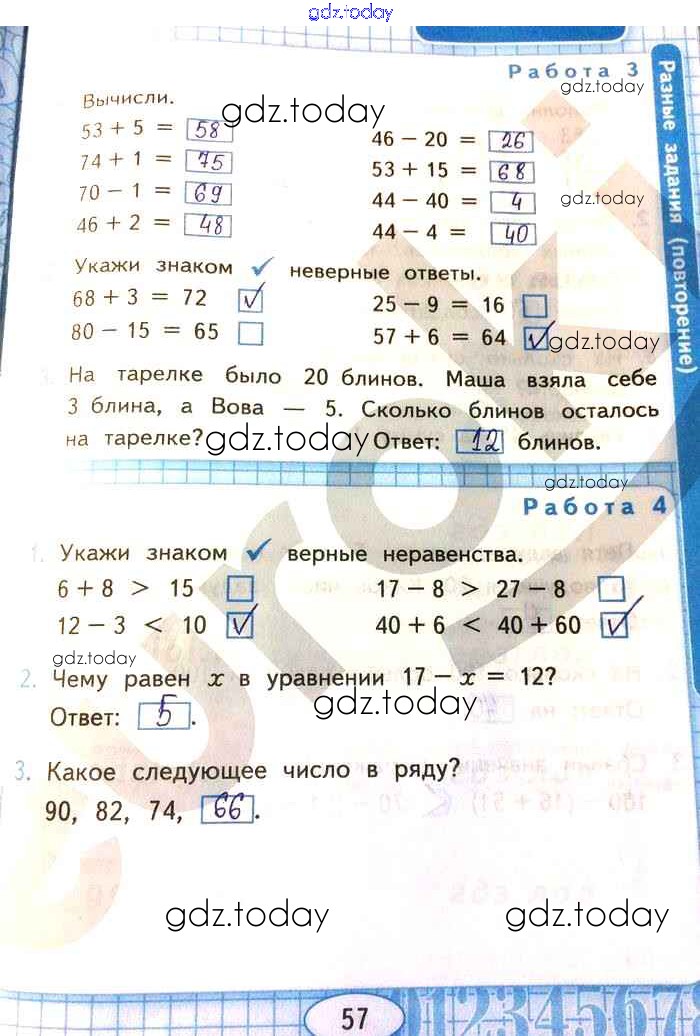 gdz.today
Работа 3
gdz.today
Вычисли.
gdz.today
53 + 5 = 58
74 + 1 = 75
70 − 1 = 69
46 + 2 = 48
46 − 20 = 26
53 + 15 = 68
44 − 40 = 4
44 − 4 = 40
gdz.today
Разные задания (повторение)
Укажи знаком ✓ неверные ответы.
68 + 3 = 72 ✓
80 − 15 = 65
25 − 9 = 16
57 + 6 = 64 ✓
gdz.today
3. На тарелке было 20 блинов. Маша взяла себе
3 блина, а Вова — 5. Сколько блинов осталось
на тарелке? Ответ: 12 блинов.
gdz.today
gdz.today
Работа 4
1. Укажи знаком ✓ верные неравенства.
6 + 8 > 15
12 − 3 < 10 ✓
17 − 8 > 27 − 8
40 + 6 < 40 + 60 ✓
gdz.today
2. Чему равен x в уравнении 17 − x = 12?
Ответ: 5.
gdz.today
3. Какое следующее число в ряду?
90, 82, 74, 66.
gdz.today
gdz.today
57
01234567